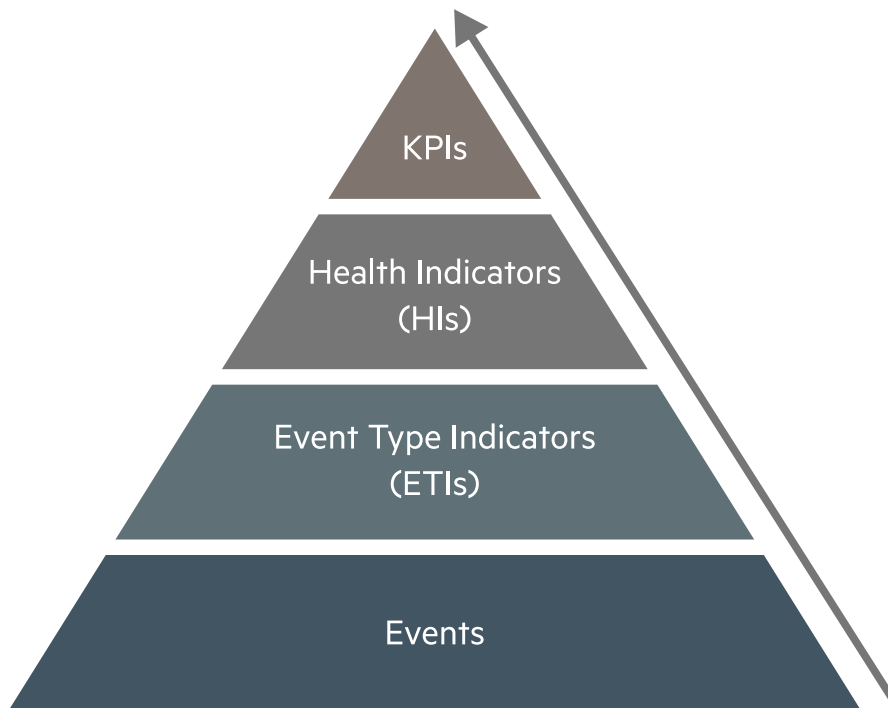 KPIs
Health Indicators
(HIs)
Event Type Indicators
(ETIs)
Events